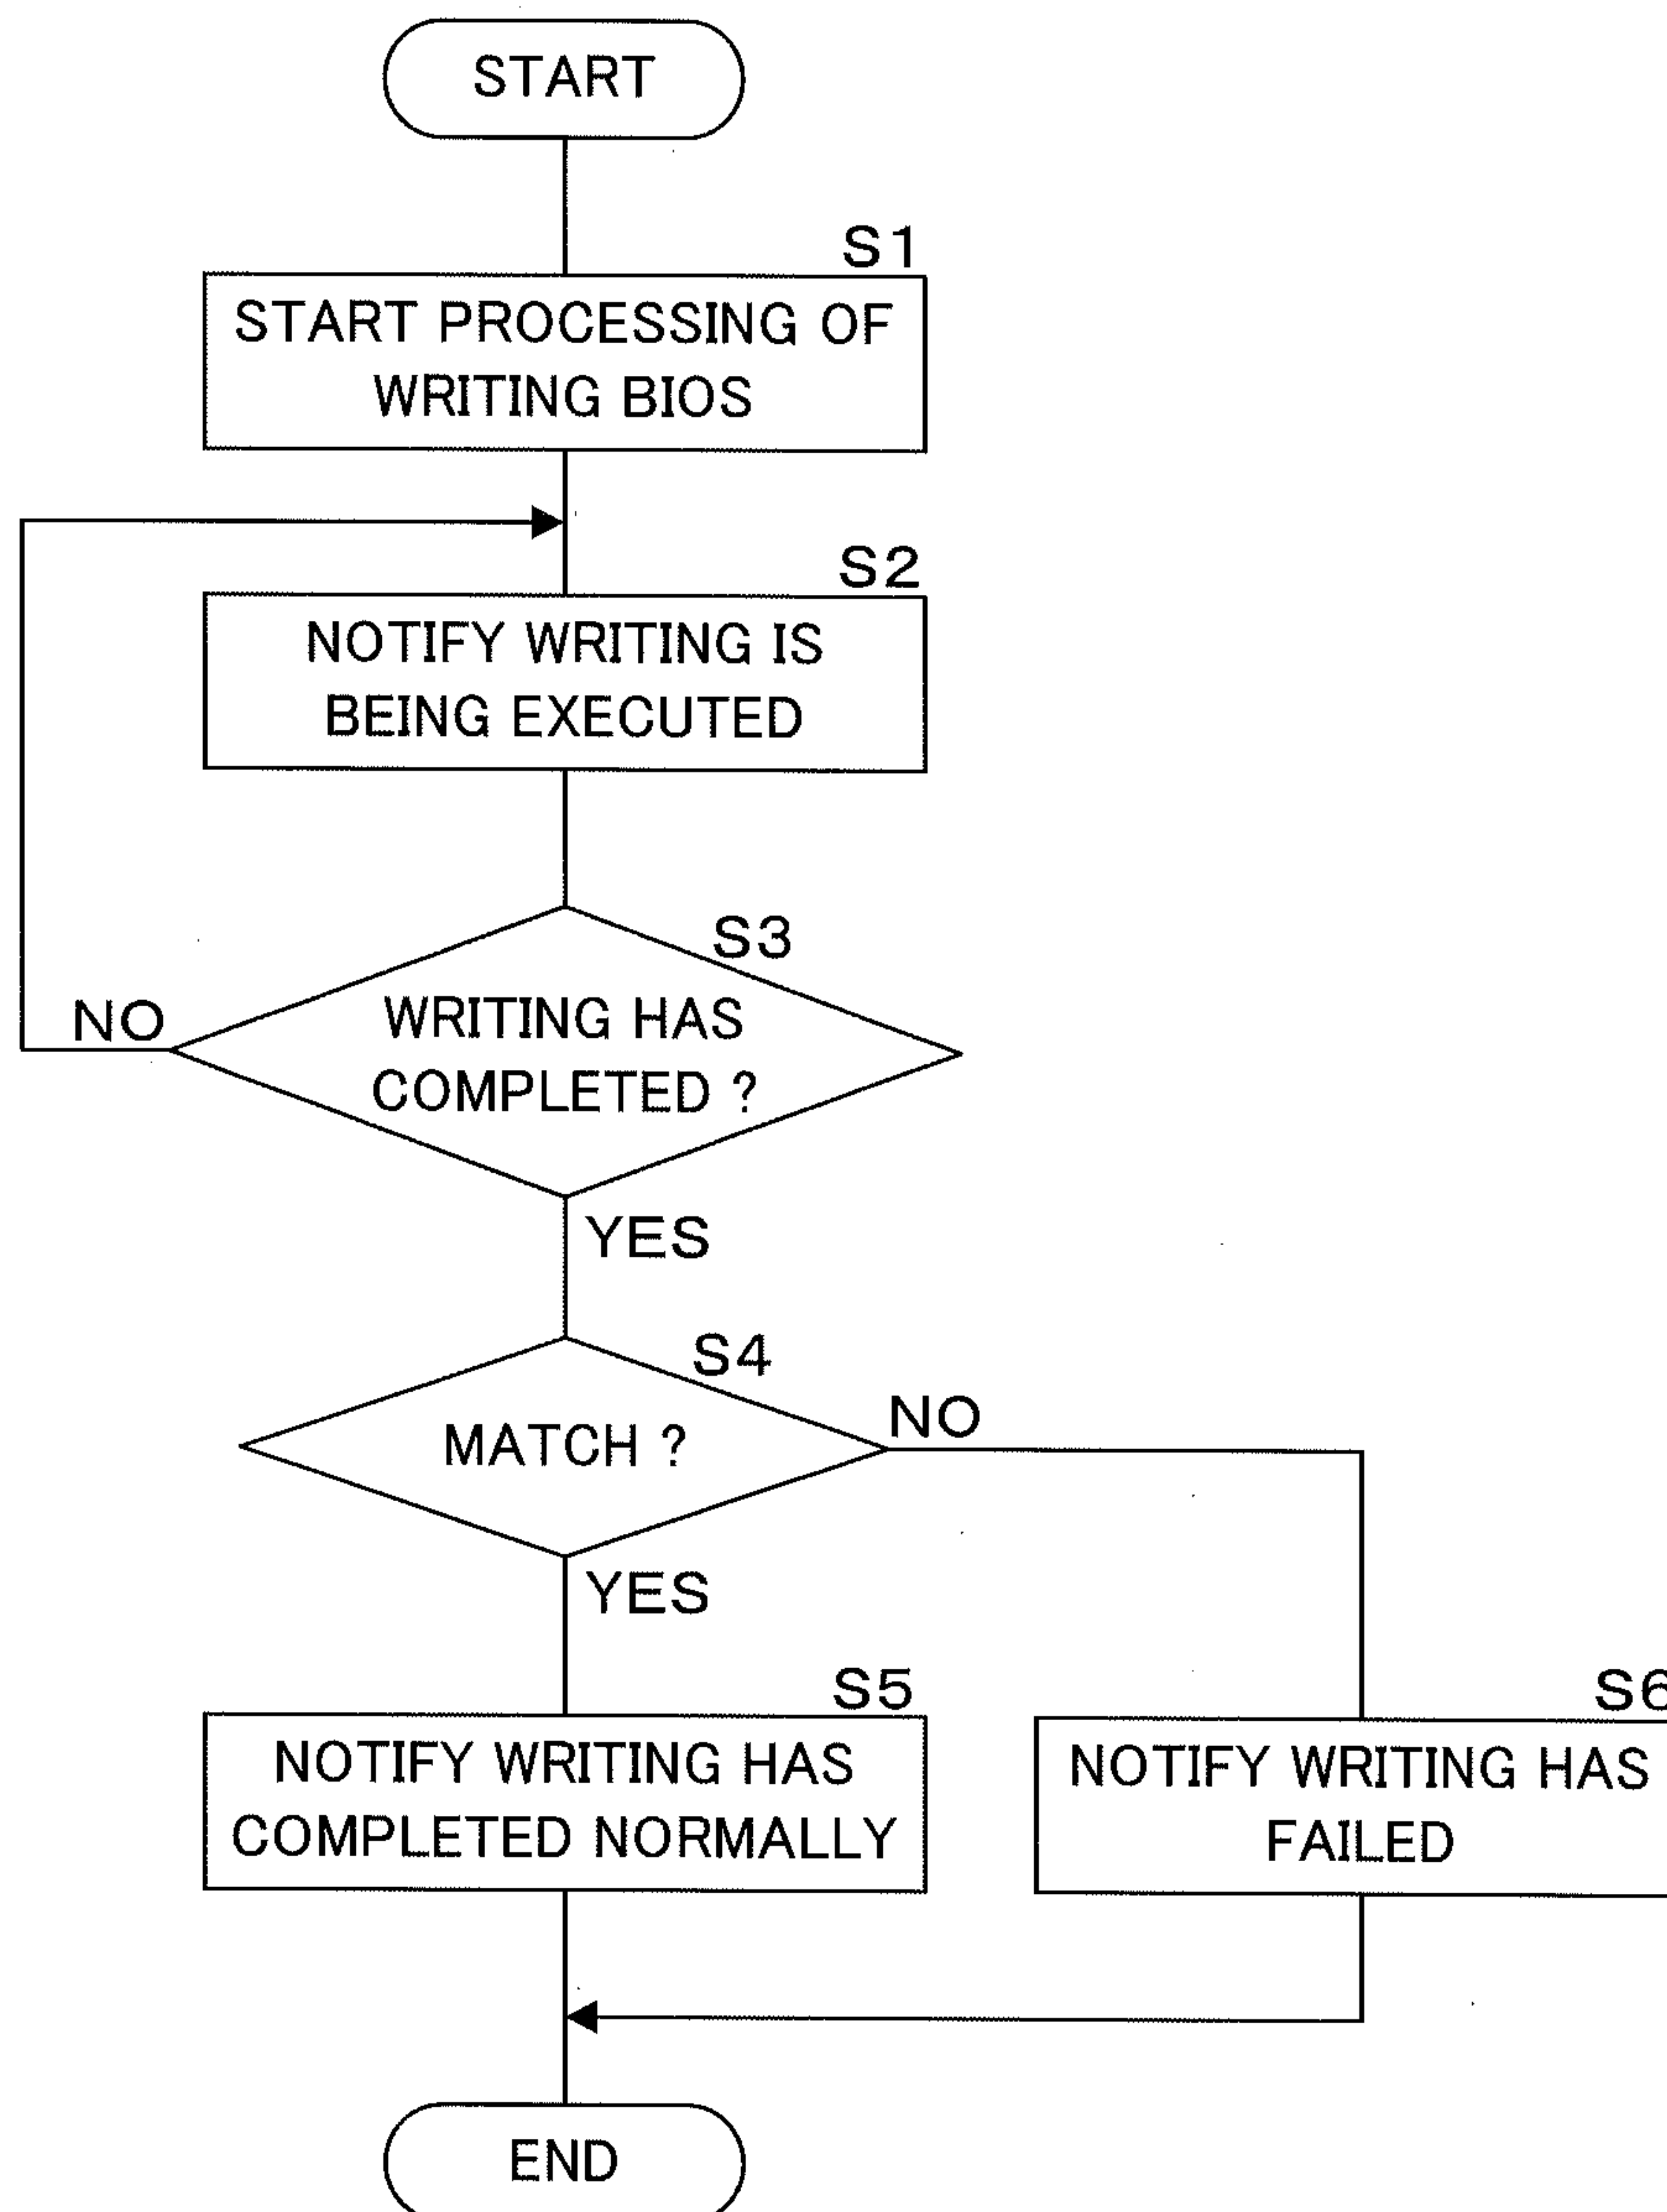 START
S1
START PROCESSING OF
WRITING BIOS
S2
NOTIFY WRITING IS
BEING EXECUTED
S3
WRITING HAS
COMPLETED ?
NO
YES
S4
MATCH ?
NO
YES
S5
NOTIFY WRITING HAS
COMPLETED NORMALLY
S6
NOTIFY WRITING HAS
FAILED
END